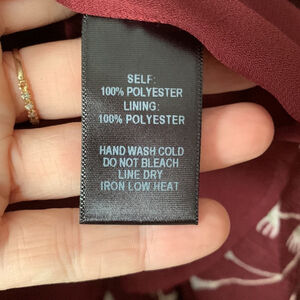 SELF:
100% POLYESTER
LINING:
100% POLYESTER
HAND WASH COLD
DO NOT BLEACH
LINE DRY
IRON LOW HEAT